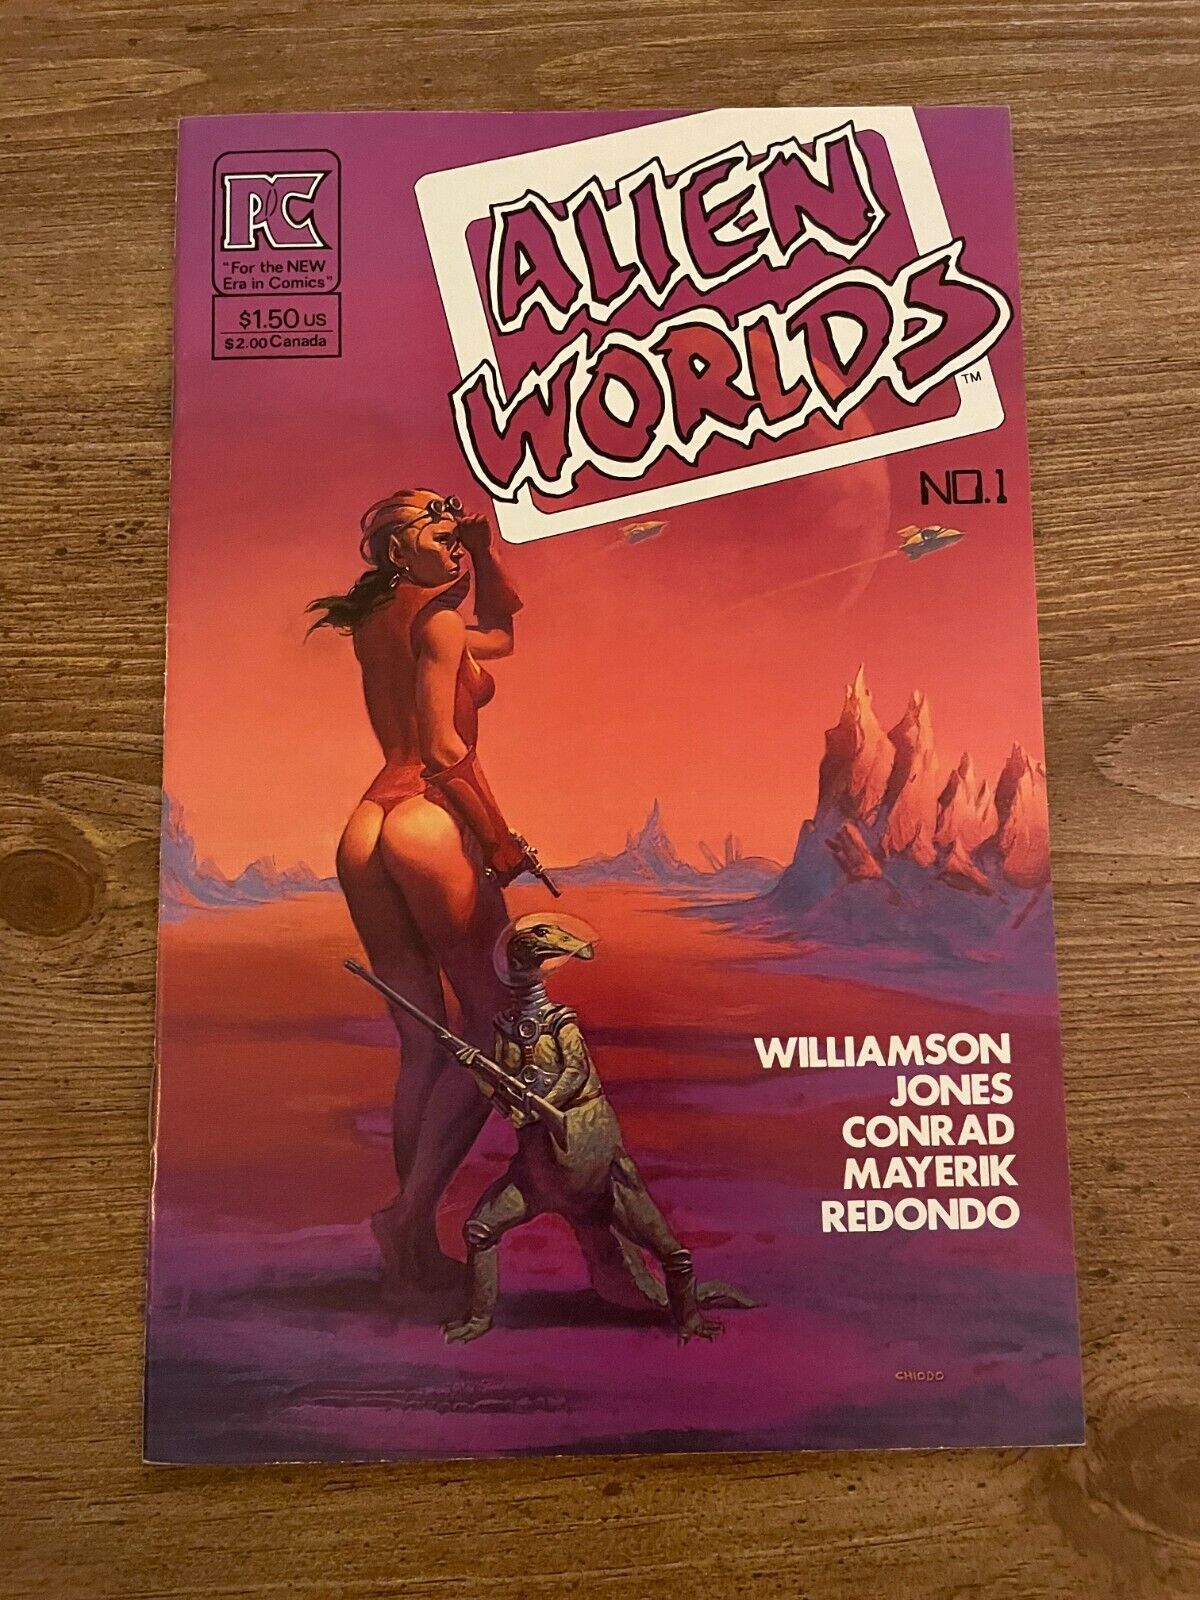 PC
"For the NEW
Era in Comics"
$1.50 US
$2.00 Canada
ALIEN
WORLDS
TM
NO.1
WILLIAMSON
JONES
CONRAD
MAYERIK
REDONDO
CHIODO